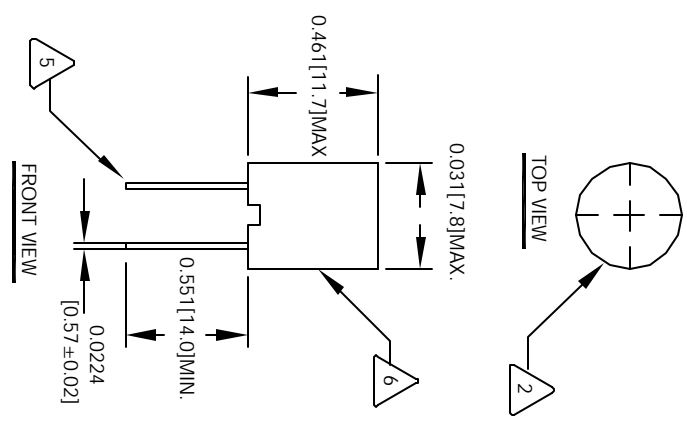 2
TOP VIEW
0.031[7.8]MAX.
0.461[11.7]MAX
6
0.551[14.0]MIN.
0.0224
[0.57±0.02]
5
FRONT VIEW